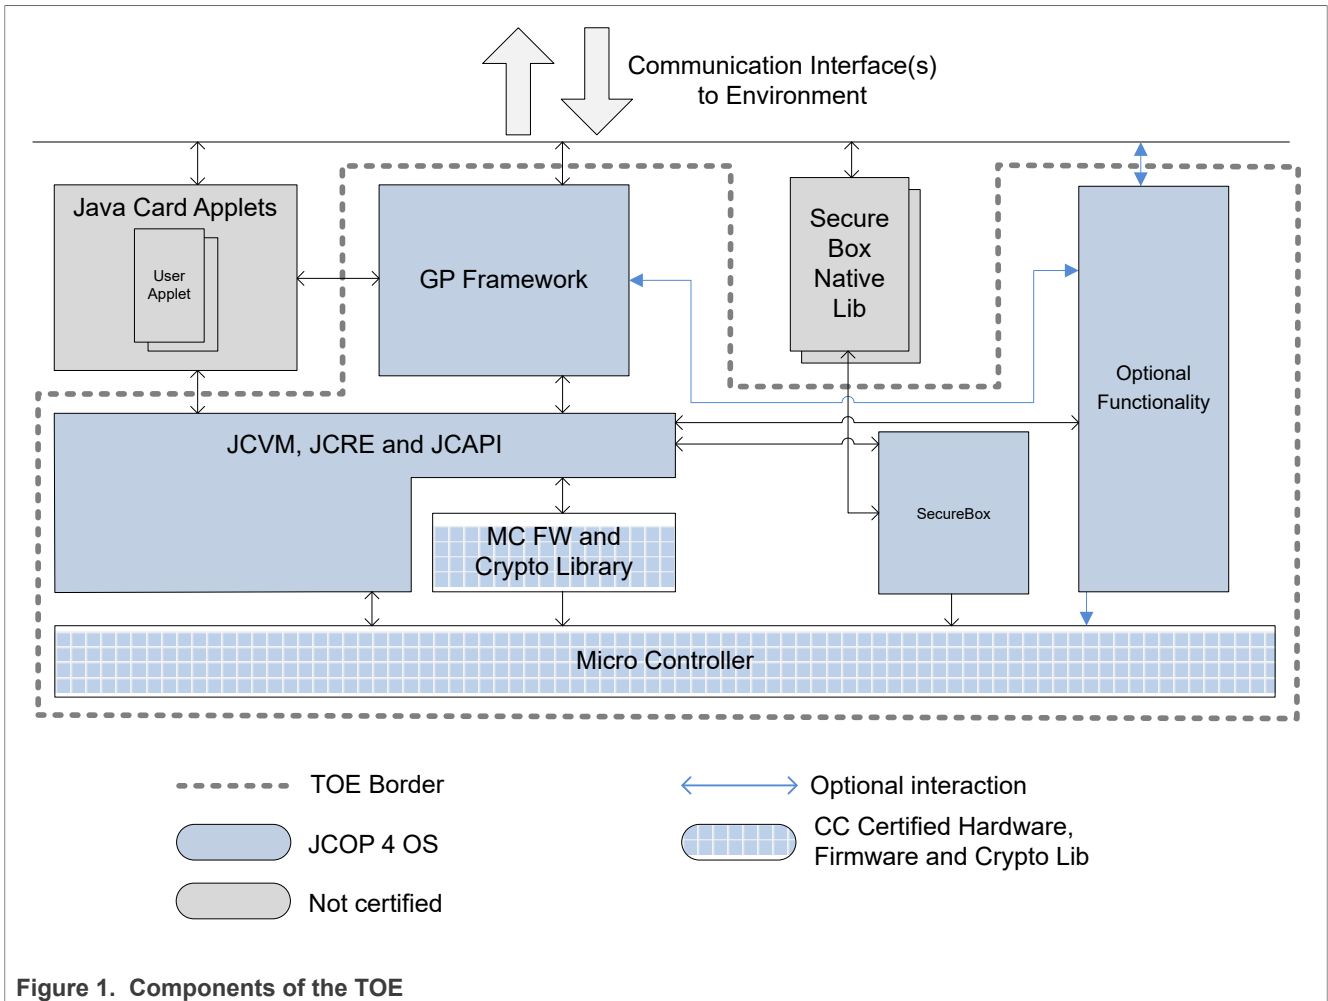 Communication Interface(s)
to Environment
Java Card Applets
User
Applet
GP Framework
Secure
Box
Native
Lib
Optional
Functionality
JCVM, JCRE and JCAPI
SecureBox
MC FW and
Crypto Library
Micro Controller
TOE Border
Optional interaction
JCOP 4 OS
CC Certified Hardware,
Firmware and Crypto Lib
Not certified
Figure 1. Components of the TOE